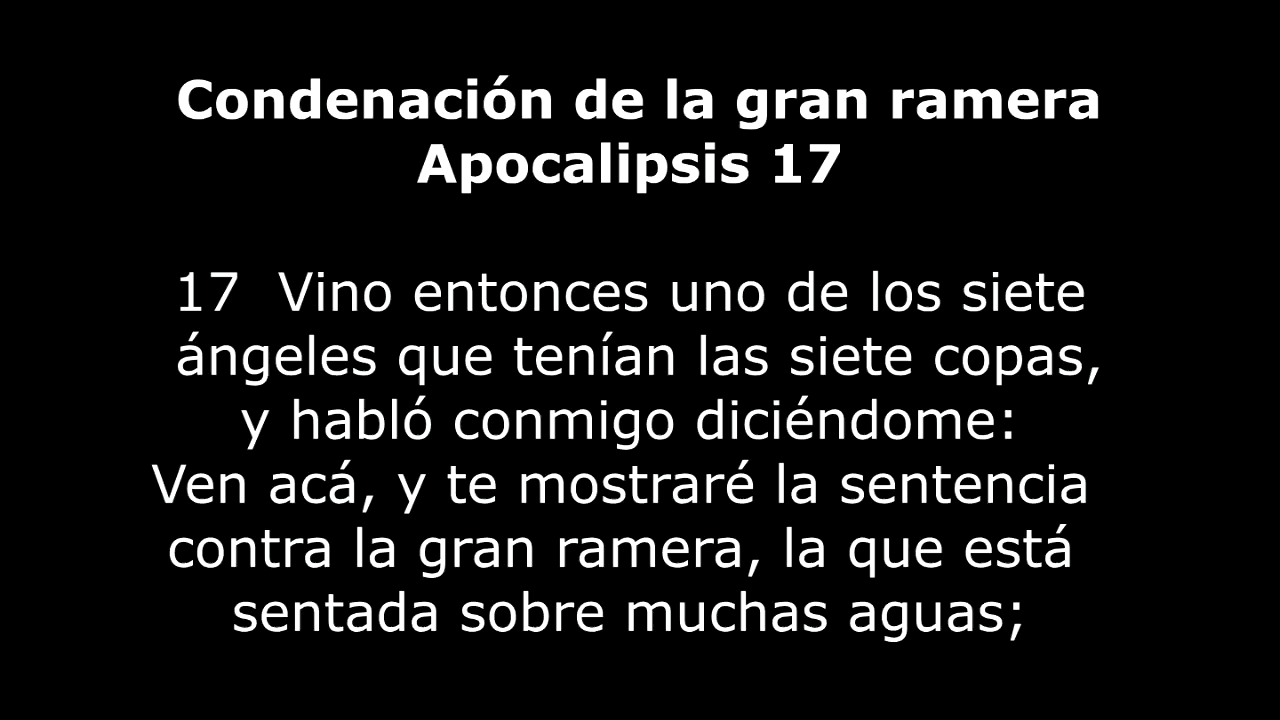 Condenación de la gran ramera
Apocalipsis 17
17 Vino entonces uno de los siete
ángeles que tenían las siete copas,
y habló conmigo diciéndome:
Ven acá, y te mostraré la sentencia
contra la gran ramera, la que está
sentada sobre muchas aguas;